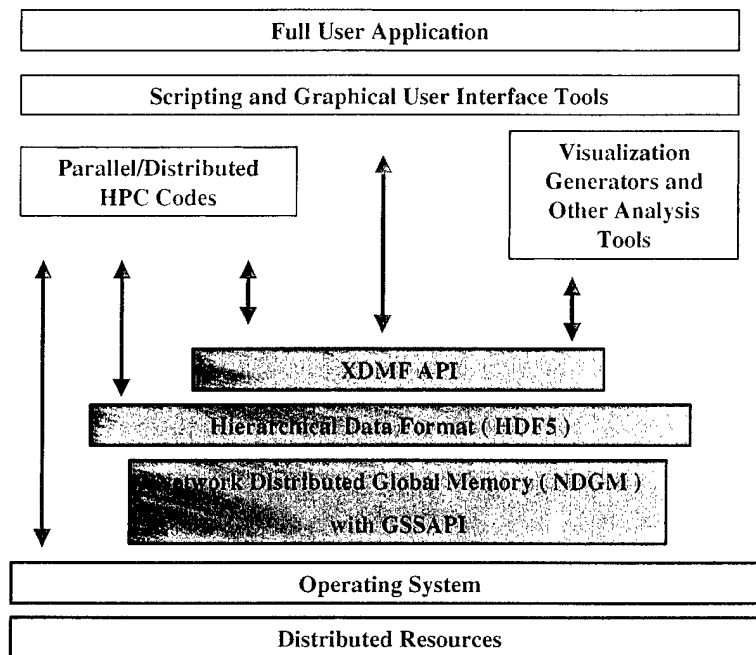 Full User Application
Scripting and Graphical User Interface Tools
Parallel/Distributed
HPC Codes
Visualization
Generators and
Other Analysis
Tools
XDMF API
Hierarchical Data Format ( HDF5 )
Network Distributed Global Memory ( NDGM )
with GSSAPI
Operating System
Distributed Resources